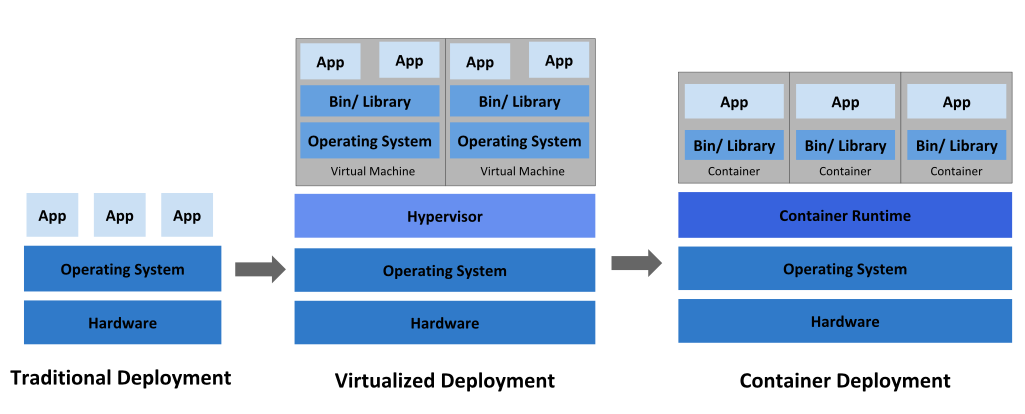 App App App
Operating System
Hardware
Traditional Deployment
App App App App
Bin/ Library Bin/ Library
Operating System Operating System
Virtual Machine Virtual Machine
Hypervisor
Operating System
Hardware
Virtualized Deployment
App App App
Bin/ Library Bin/ Library Bin/ Library
Container Container Container
Container Runtime
Operating System
Hardware
Container Deployment